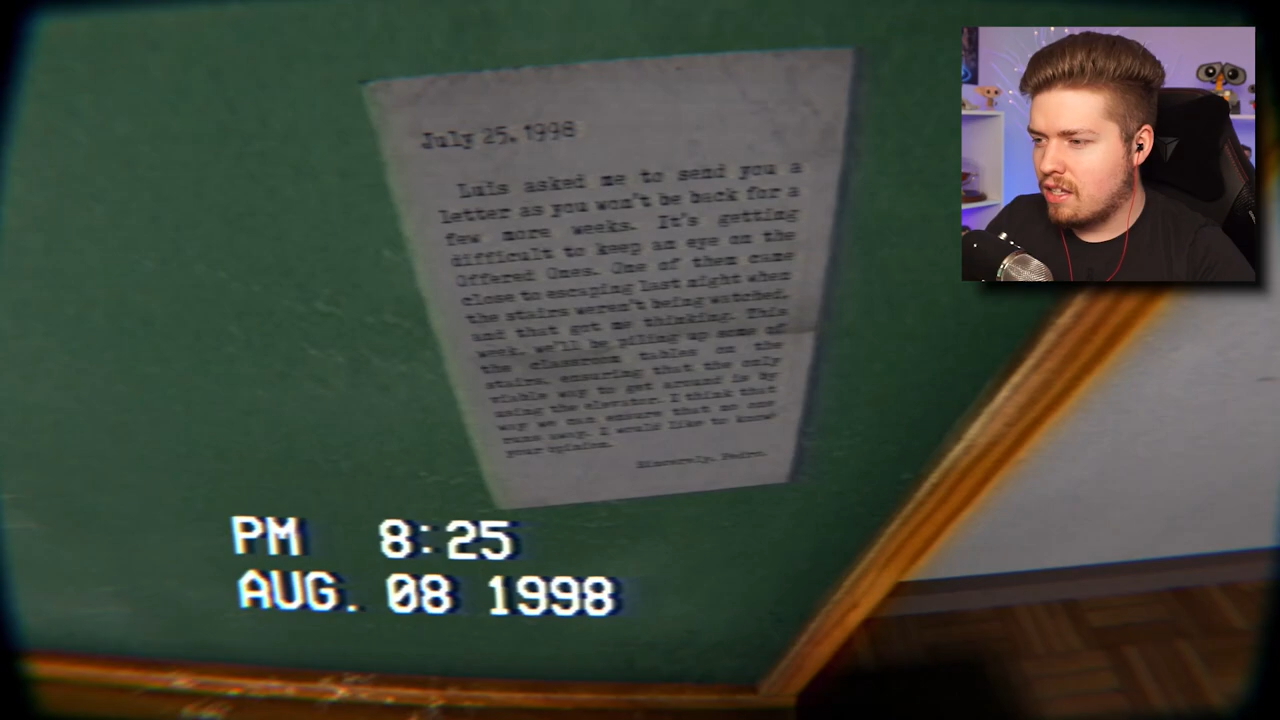 July 25, 1998
Luis asked me to send you a
letter as you won't be back for a
few more weeks. It's getting
difficult to keep an eye on the
Offered Ones. One of them came
close to escaping last night when
the stairs weren't being watched,
and that got me thinking. This
week, we'll be piling up some of
the classroom tables on the
stairs, ensuring that the only
viable way to get around is by
using the elevator. I think that
way we can ensure that no one
runs away. I would like to know
your opinion.
Sincerely, Pedro.
PM 8:25
AUG. 08 1998